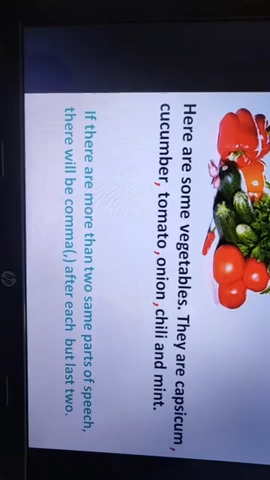 Here are some vegetables. They are capsicum ,
cucumber, tomato ,onion ,chili and mint.
If there are more than two same parts of speech,
there will be comma(,) after each but last two.
hp